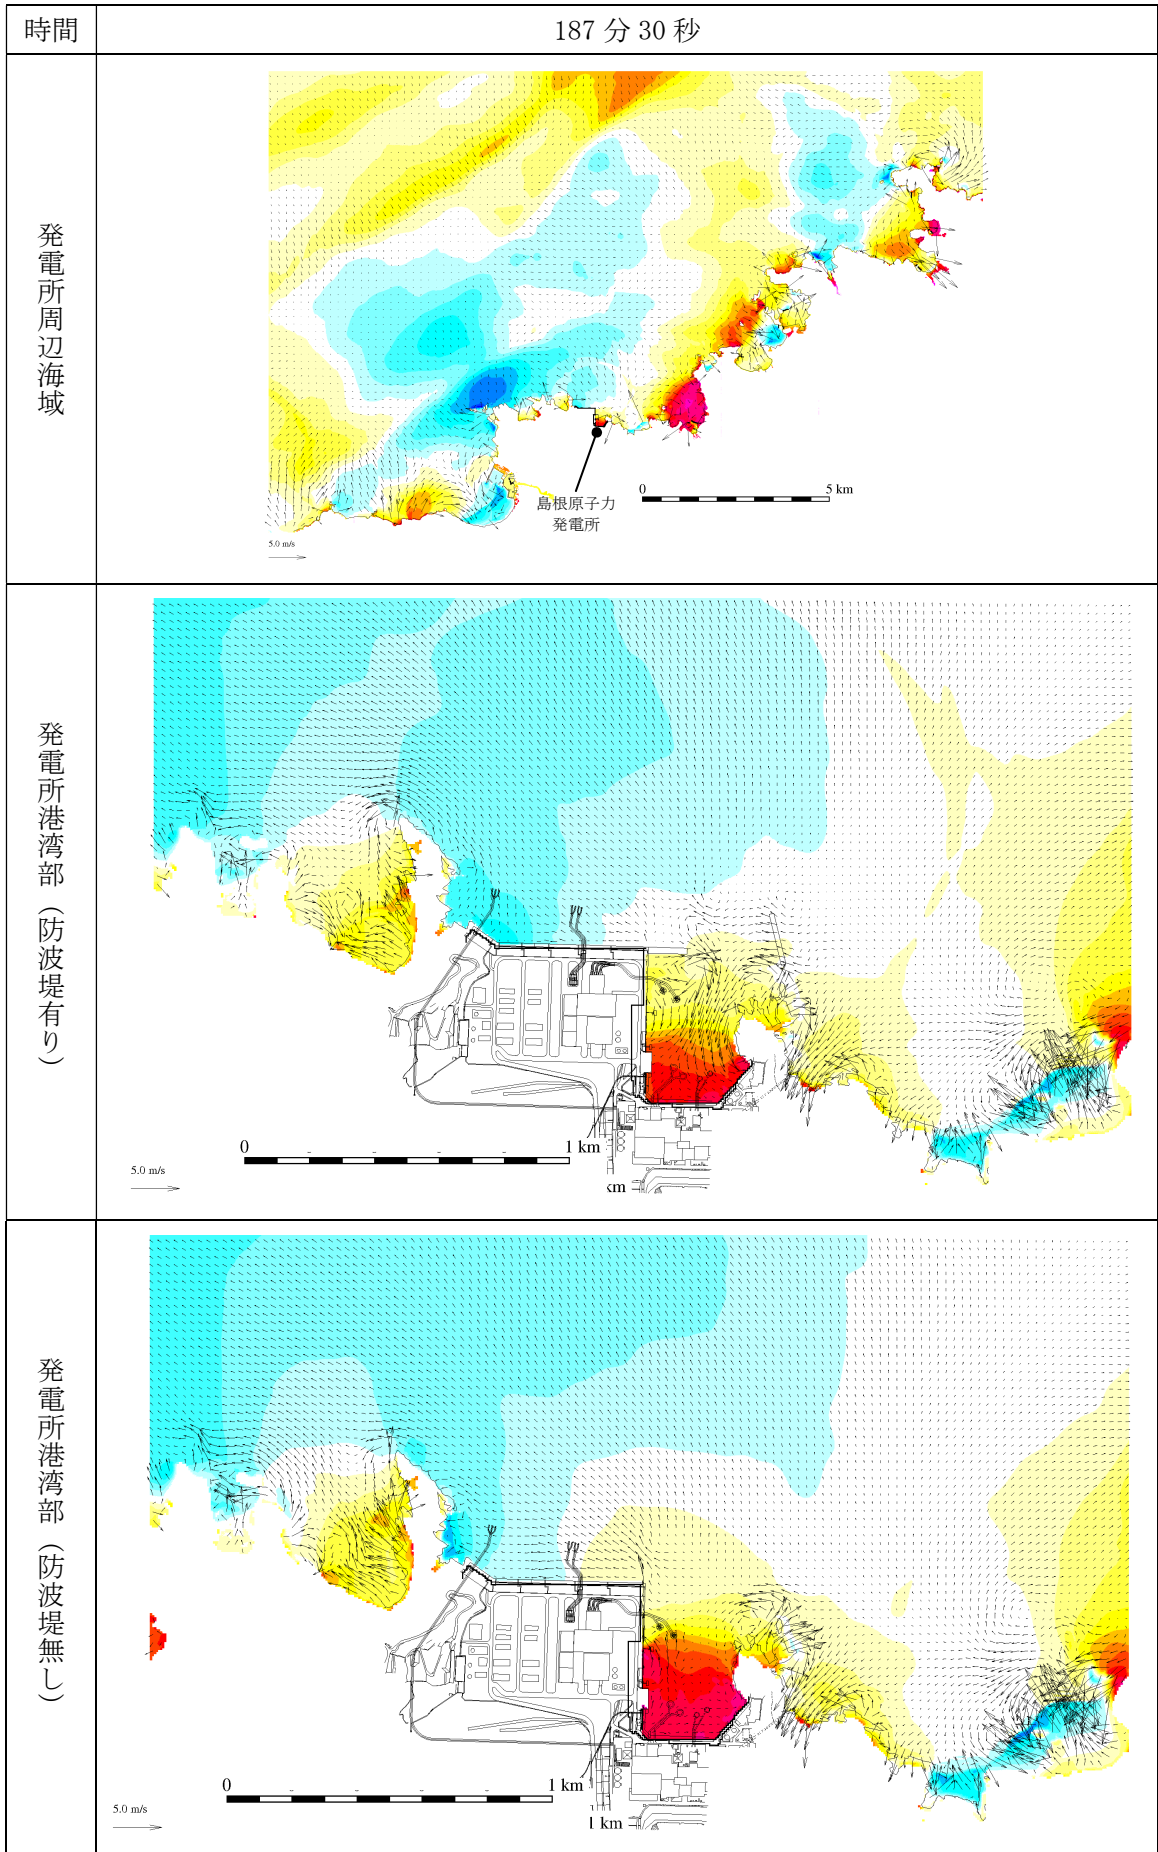 時間
187 分 30 秒
発電所周辺海域
島根原子力
発電所
0
5 km
5.0 m/s
発電所港湾部（防波堤有り）
0
1 km
km
5.0 m/s
発電所港湾部（防波堤無し）
0
1 km
1 km
5.0 m/s